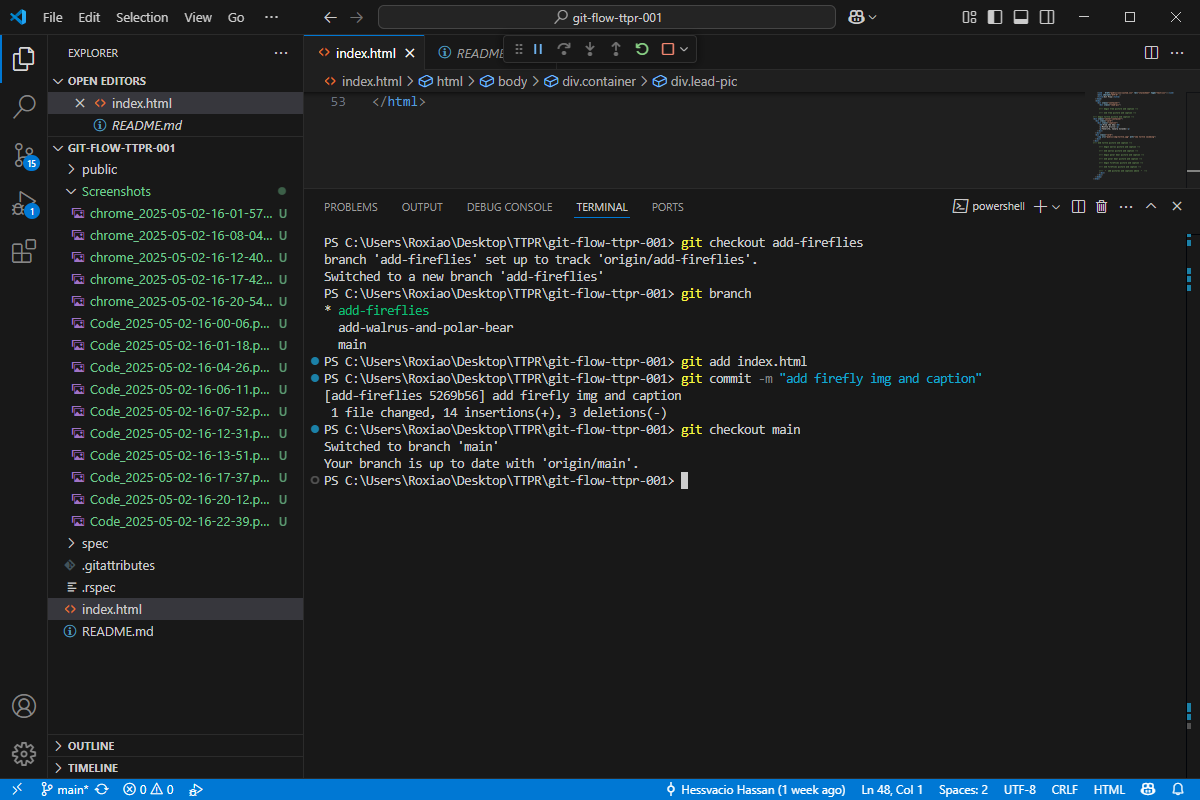 File Edit Selection View Go ···
git-flow-ttpr-001
EXPLORER
OPEN EDITORS
index.html
README.md
GIT-FLOW-TTPR-001
public
Screenshots
chrome_2025-05-02-16-01-57... U
chrome_2025-05-02-16-08-04... U
chrome_2025-05-02-16-12-40... U
chrome_2025-05-02-16-17-42... U
chrome_2025-05-02-16-20-54... U
Code_2025-05-02-16-00-06.p... U
Code_2025-05-02-16-01-18.p... U
Code_2025-05-02-16-04-26.p... U
Code_2025-05-02-16-06-11.p... U
Code_2025-05-02-16-07-52.p... U
Code_2025-05-02-16-12-31.p... U
Code_2025-05-02-16-13-51.p... U
Code_2025-05-02-16-17-37.p... U
Code_2025-05-02-16-20-12.p... U
Code_2025-05-02-16-22-39.p... U
spec
.gitattributes
.rspec
index.html
README.md
OUTLINE
TIMELINE
15
1
index.html README
index.html > html > body > div.container > div.lead-pic
53 </html>
PROBLEMS OUTPUT DEBUG CONSOLE TERMINAL PORTS
powershell
PS C:\Users\Roxiao\Desktop\TTPR\git-flow-ttpr-001> git checkout add-fireflies
branch 'add-fireflies' set up to track 'origin/add-fireflies'.
Switched to a new branch 'add-fireflies'
PS C:\Users\Roxiao\Desktop\TTPR\git-flow-ttpr-001> git branch
* add-fireflies
add-walrus-and-polar-bear
main
PS C:\Users\Roxiao\Desktop\TTPR\git-flow-ttpr-001> git add index.html
PS C:\Users\Roxiao\Desktop\TTPR\git-flow-ttpr-001> git commit -m "add firefly img and caption"
[add-fireflies 5269b56] add firefly img and caption
1 file changed, 14 insertions(+), 3 deletions(-)
PS C:\Users\Roxiao\Desktop\TTPR\git-flow-ttpr-001> git checkout main
Switched to branch 'main'
Your branch is up to date with 'origin/main'.
PS C:\Users\Roxiao\Desktop\TTPR\git-flow-ttpr-001>
main* 0 0
Hessvacio Hassan (1 week ago) Ln 48, Col 1 Spaces: 2 UTF-8 CRLF HTML